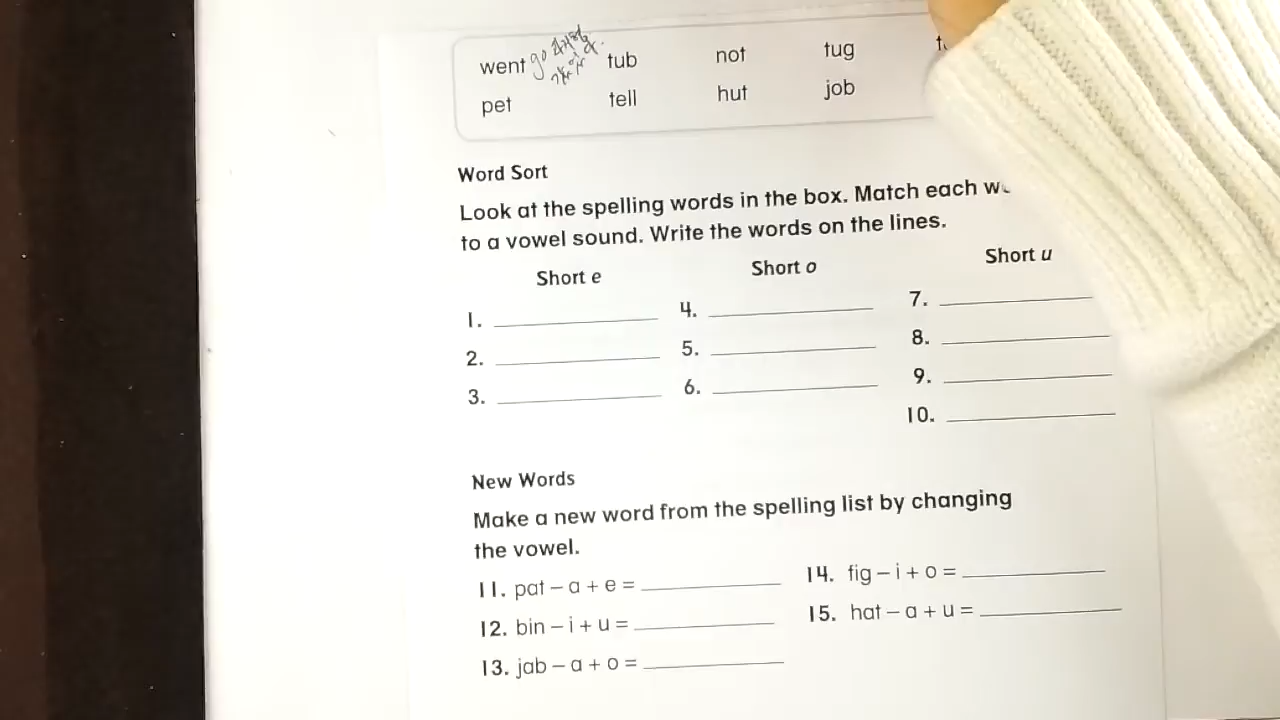 went go tub not tug
pet tell hut job
Word Sort
Look at the spelling words in the box. Match each
to a vowel sound. Write the words on the lines.
Short e Short o Short u
1. 4. 7.
2. 5. 8.
3. 6. 9.
10.
New Words
Make a new word from the spelling list by changing
the vowel.
11. pat – a + e = 14. fig – i + o =
12. bin – i + u = 15. hat – a + u =
13. jab – a + o =